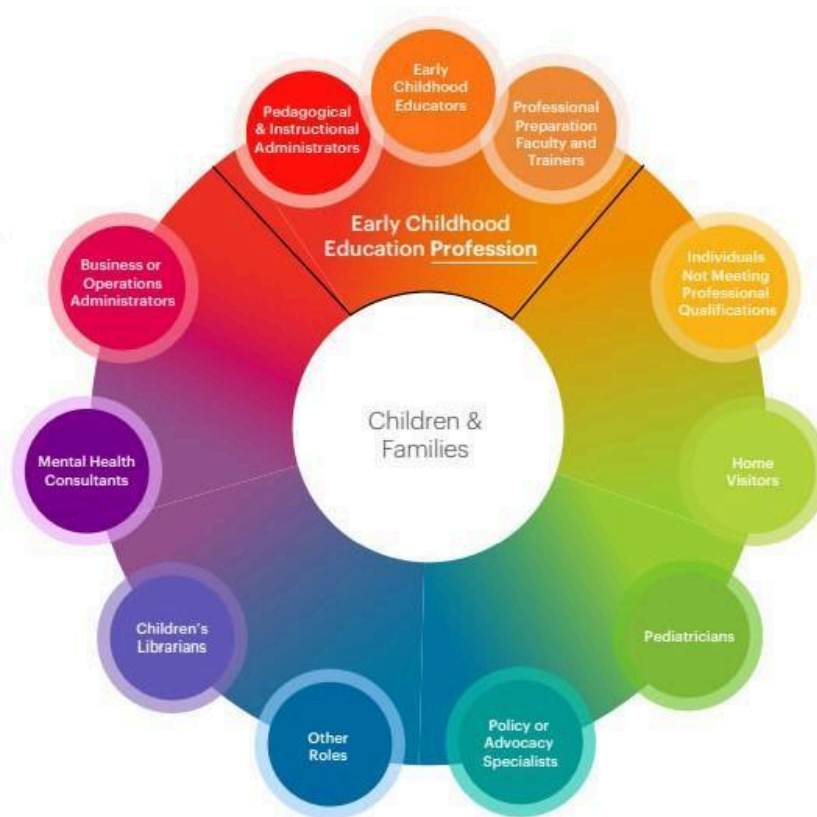 Early
Childhood
Educators
Pedagogical
& Instructional
Administrators
Professional
Preparation
Faculty and
Trainers
Early Childhood
Education Profession
Business or
Operations
Administrators
Individuals
Not Meeting
Professional
Qualifications
Children &
Families
Mental Health
Consultants
Home
Visitors
Children's
Librarians
Pediatricians
Other
Roles
Policy or
Advocacy
Specialists